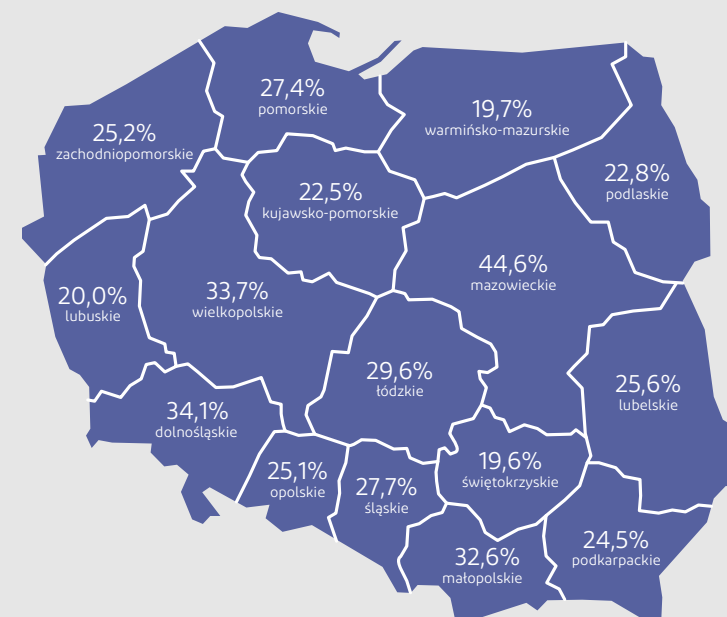 27,4%
pomorskie
19,7%
warmińsko-mazurskie
25,2%
zachodniopomorskie
22,8%
podlaskie
22,5%
kujawsko-pomorskie
44,6%
mazowieckie
20,0%
lubuskie
33,7%
wielkopolskie
29,6%
łódzkie
25,6%
lubelskie
34,1%
dolnośląskie
25,1%
opolskie
27,7%
śląskie
19,6%
świętokrzyskie
32,6%
małopolskie
24,5%
podkarpackie